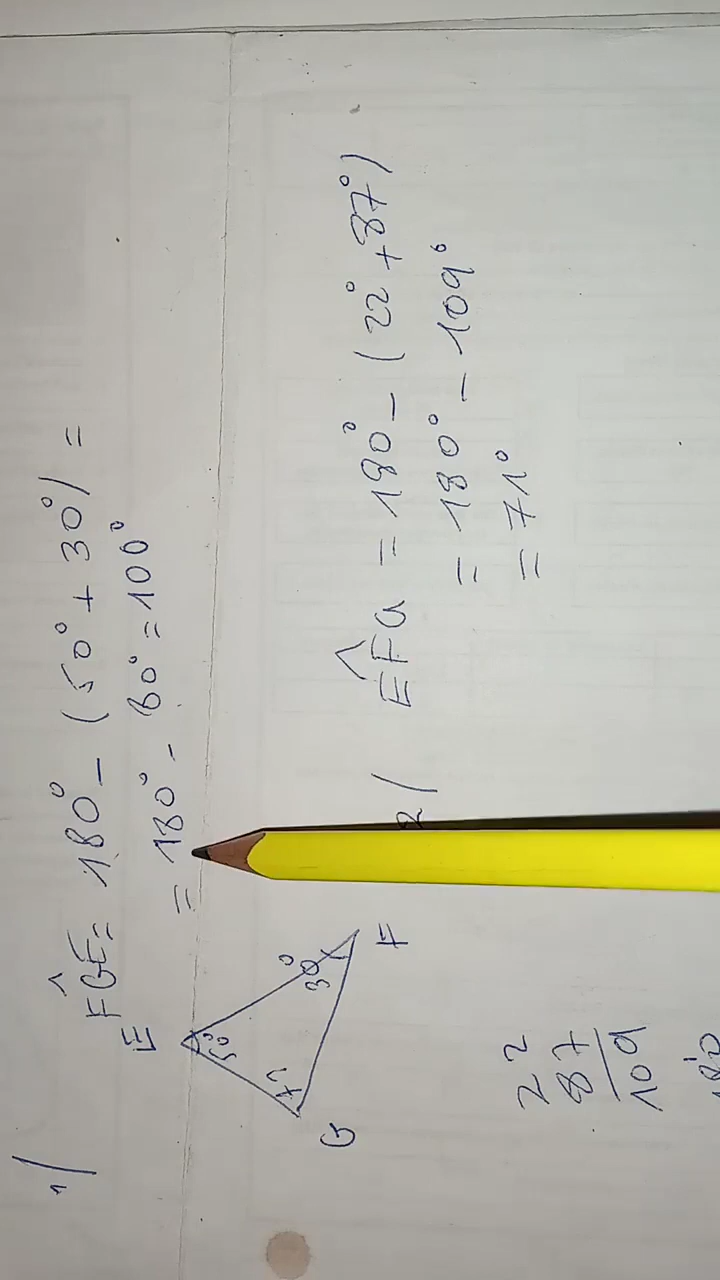 1/ FGE = 180° - (50° + 30°) =
= 180° - 80° = 100°
E
50°
30°
x?
G
F
2/ EFG = 180° - (22° + 87°)
= 180° - 109°
= 71°
22
87
109
180